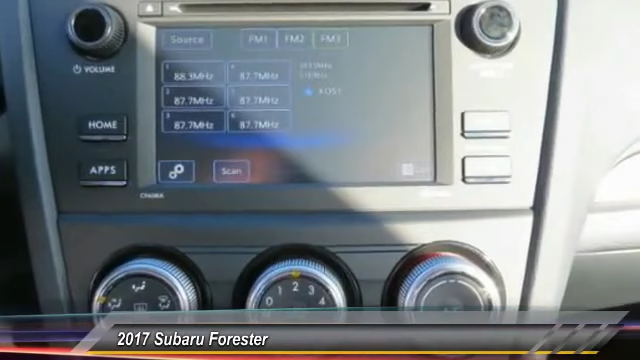 Source FM1 FM2 FM3
1 88.3MHz 4 87.7MHz
2 87.7MHz 5 87.7MHz
3 87.7MHz 6 87.7MHz
VOLUME
HOME
APPS
Scan
0 1 2 3 4
2017 Subaru Forester